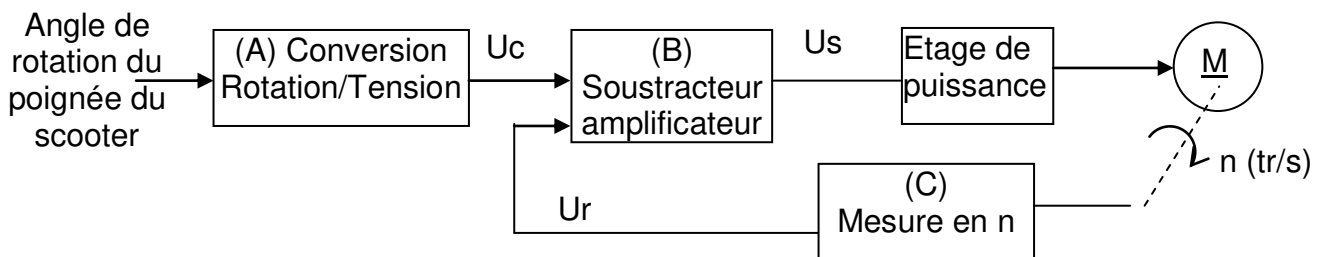 Angle de
rotation du
poignée du
scooter
(A) Conversion
Rotation/Tension
Uc
(B)
Soustracteur
amplificateur
Us
Etage de
puissance
M
n (tr/s)
(C)
Mesure en n
Ur